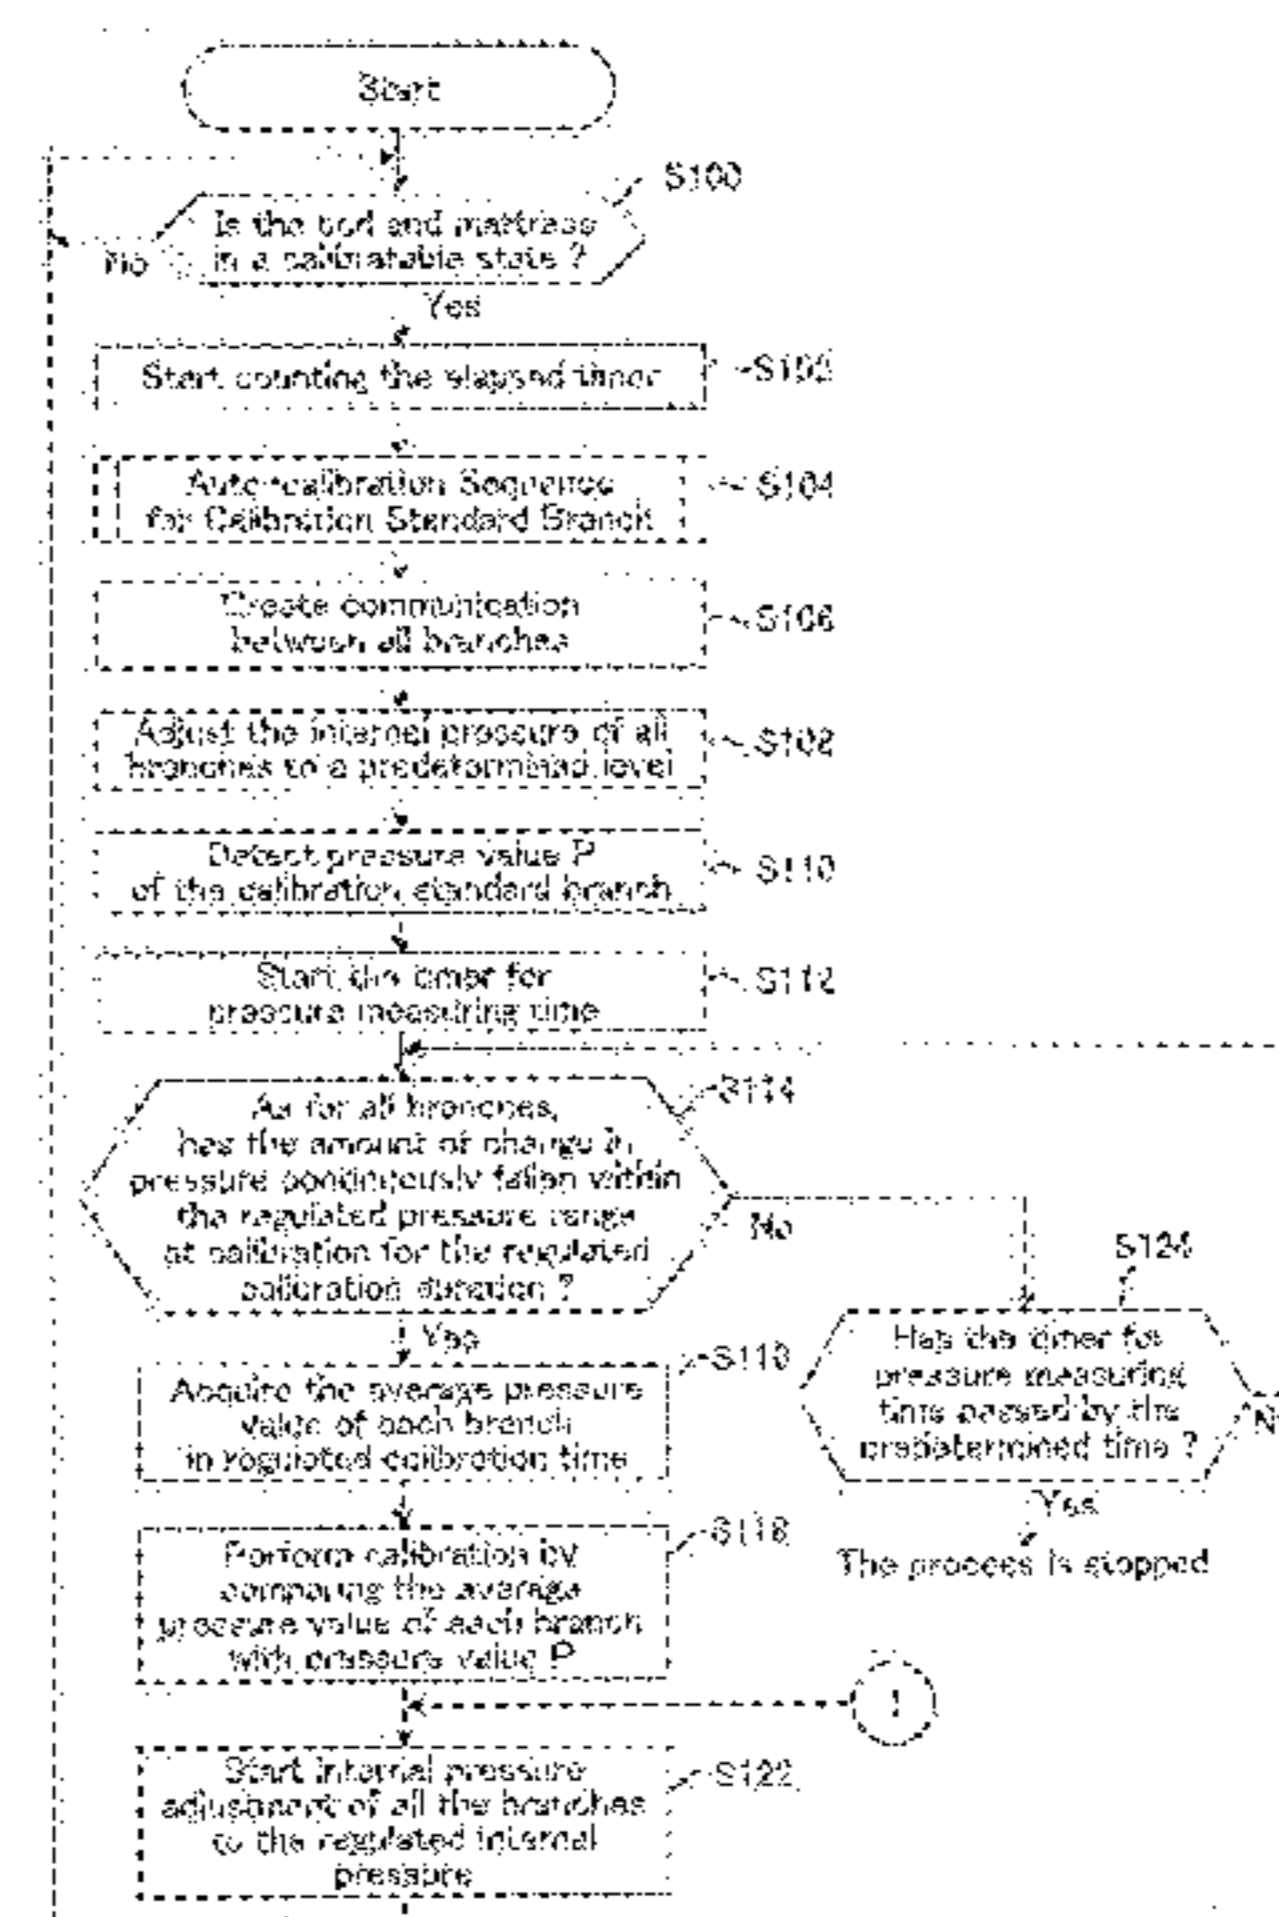 Start
S100
Is the bed and mattress
in a calibratable state ?
No
Yes
Start counting the elapsed timer
S102
Auto-calibration Sequence
for Calibration Standard Branch
S104
Create communication
between all branches
S106
Adjust the internal pressure of all
branches to a predetermined level
S108
Detect pressure value P
of the calibration standard branch
S110
Start the timer for
pressure measuring time
S112
S114
As for all branches,
has the amount of change in
pressure continuously fallen within
the regulated pressure range
at calibration for the regulated
calibration duration ?
No
Yes
S124
Has the timer for
pressure measuring
time passed by the
predetermined time ?
Yes
The process is stopped
Acquire the average pressure
value of each branch
in regulated calibration time
Perform calibration by
comparing the average
pressure value of each branch
with pressure value P
S118
1
Start internal pressure
adjustment of all the branches
to the regulated internal
pressure
S122